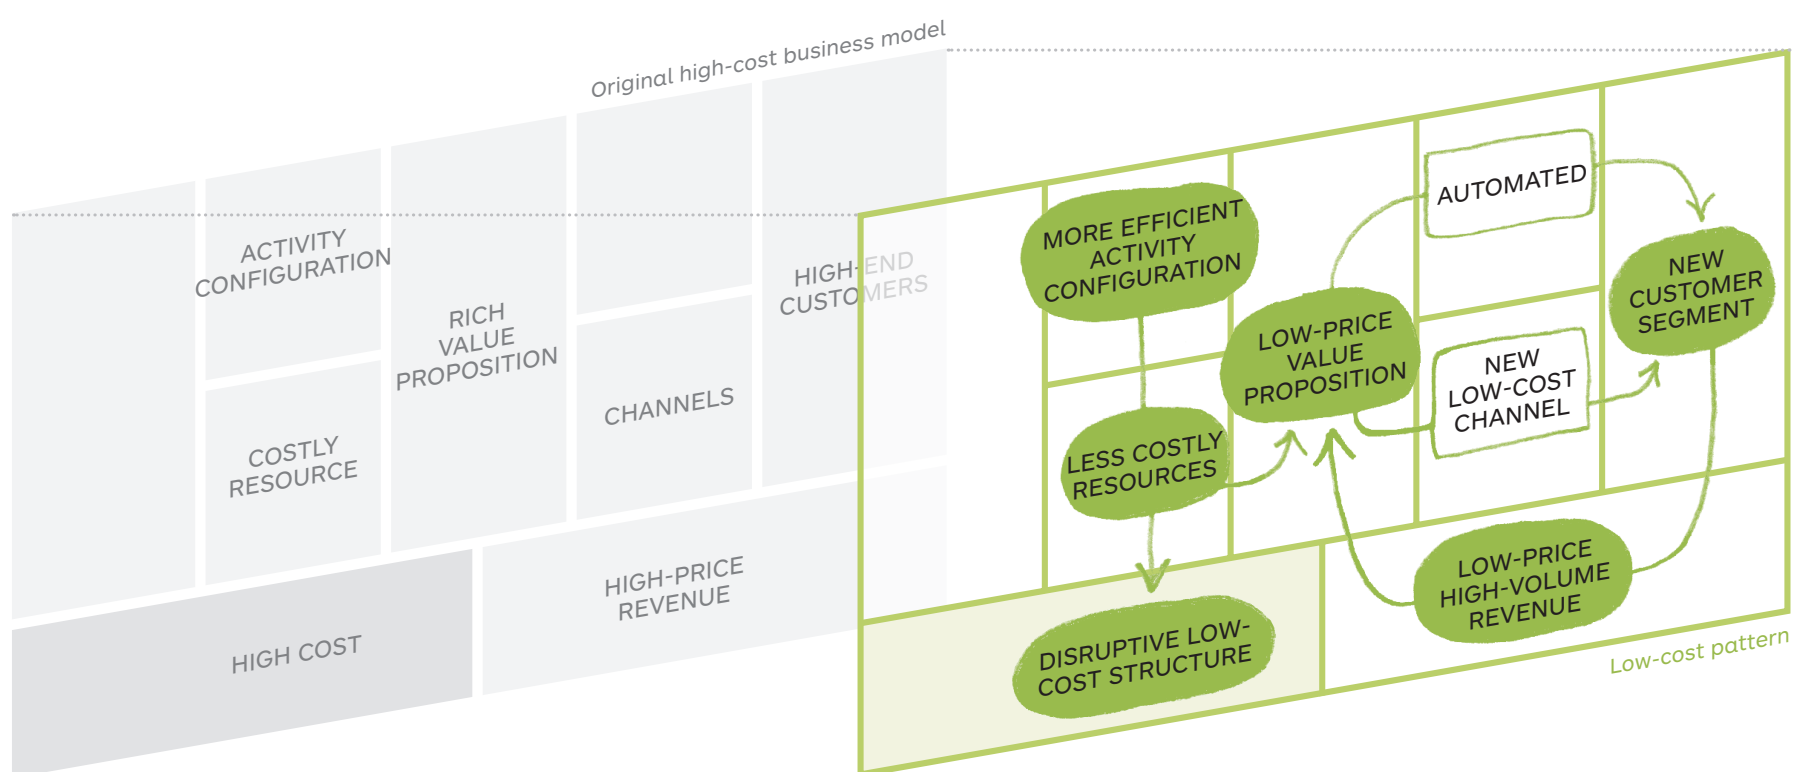 Original high-cost business model
ACTIVITY
CONFIGURATION
COSTLY
RESOURCE
RICH
VALUE
PROPOSITION
CHANNELS
HIGH-END
CUSTOMERS
HIGH COST
HIGH-PRICE
REVENUE
MORE EFFICIENT
ACTIVITY
CONFIGURATION
LESS COSTLY
RESOURCES
LOW-PRICE
VALUE
PROPOSITION
AUTOMATED
NEW
LOW-COST
CHANNEL
NEW
CUSTOMER
SEGMENT
DISRUPTIVE LOW-
COST STRUCTURE
LOW-PRICE
HIGH-VOLUME
REVENUE
Low-cost pattern